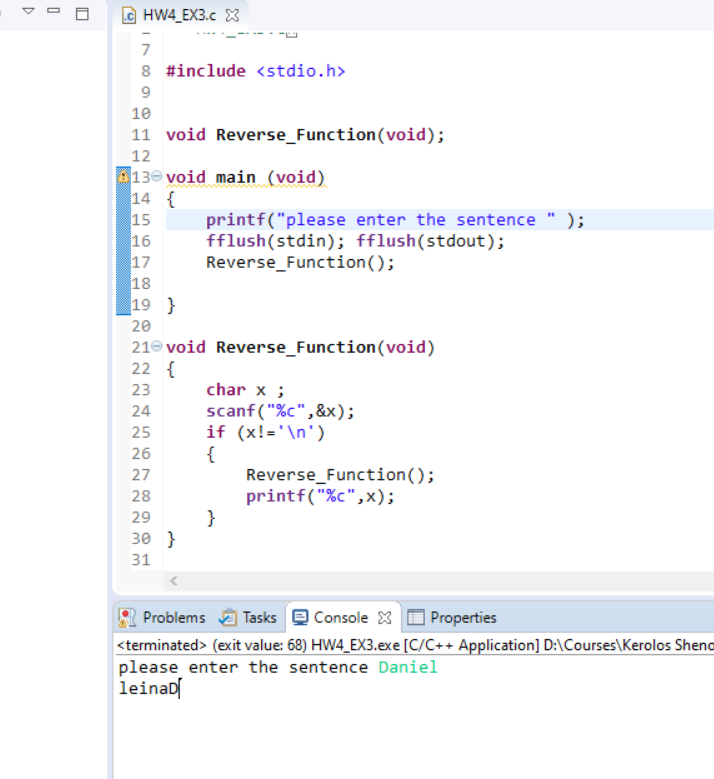 HW4_EX3.c
7
8 #include <stdio.h>
9
10
11 void Reverse_Function(void);
12
13 void main (void)
14 {
15     printf("please enter the sentence " );
16     fflush(stdin); fflush(stdout);
17     Reverse_Function();
18
19 }
20
21 void Reverse_Function(void)
22 {
23     char x ;
24     scanf("%c",&x);
25     if (x!='\n')
26     {
27         Reverse_Function();
28         printf("%c",x);
29     }
30 }
31
Problems Tasks Console Properties
<terminated> (exit value: 68) HW4_EX3.exe [C/C++ Application] D:\Courses\Kerolos Sheno
please enter the sentence Daniel
leinaD